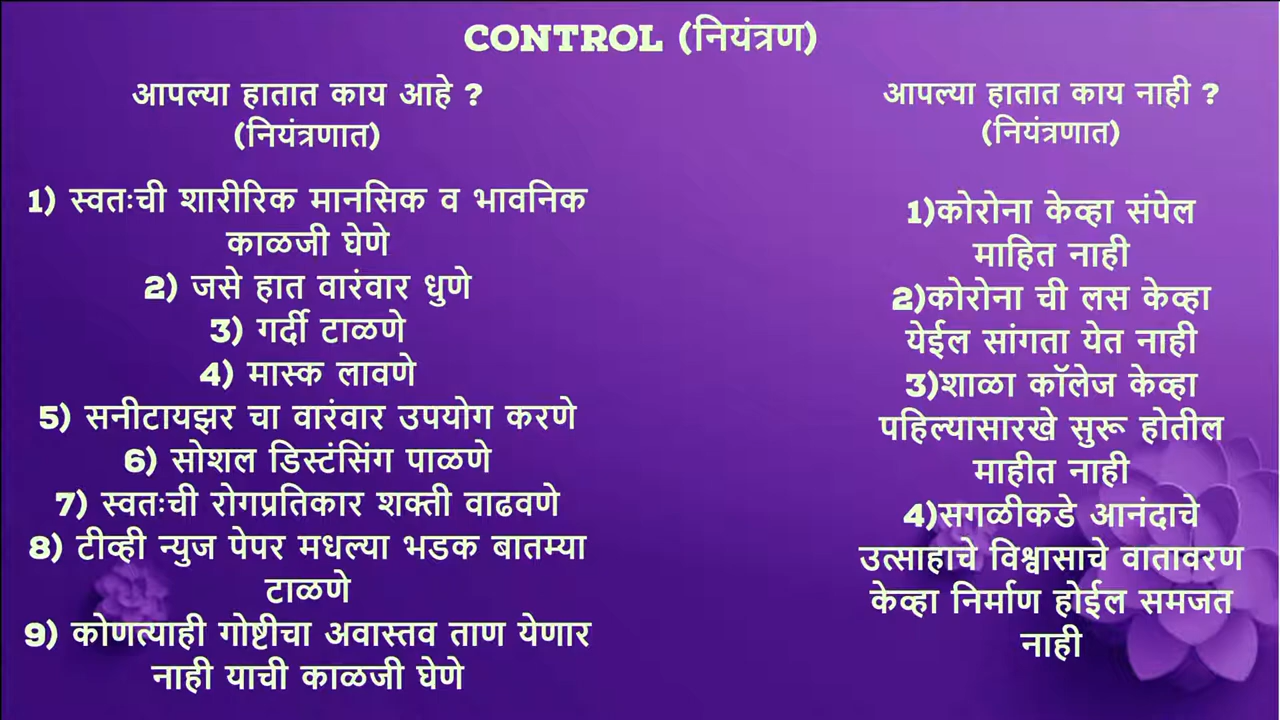 CONTROL (नियंत्रण)
आपल्या हातात काय आहे ?
(नियंत्रणात)
1) स्वतःची शारीरिक मानसिक व भावनिक
काळजी घेणे
2) जसे हात वारंवार धुणे
3) गर्दी टाळणे
4) मास्क लावणे
5) सनीटायझर चा वारंवार उपयोग करणे
6) सोशल डिस्टंसिंग पाळणे
7) स्वतःची रोगप्रतिकार शक्ती वाढवणे
8) टीव्ही न्युज पेपर मधल्या भडक बातम्या
टाळणे
9) कोणत्याही गोष्टीचा अवास्तव ताण येणार
नाही याची काळजी घेणे
आपल्या हातात काय नाही ?
(नियंत्रणात)
1)कोरोना केव्हा संपेल
माहित नाही
2)कोरोना ची लस केव्हा
येईल सांगता येत नाही
3)शाळा कॉलेज केव्हा
पहिल्यासारखे सुरू होतील
माहीत नाही
4)सगळीकडे आनंदाचे
उत्साहाचे विश्वासाचे वातावरण
केव्हा निर्माण होईल समजत
नाही